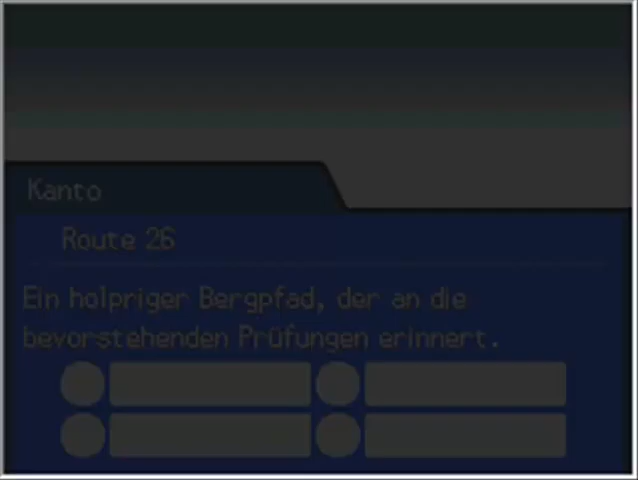 Kanto
Route 26
Ein holpriger Bergpfad, der an die
bevorstehenden Prüfungen erinnert.